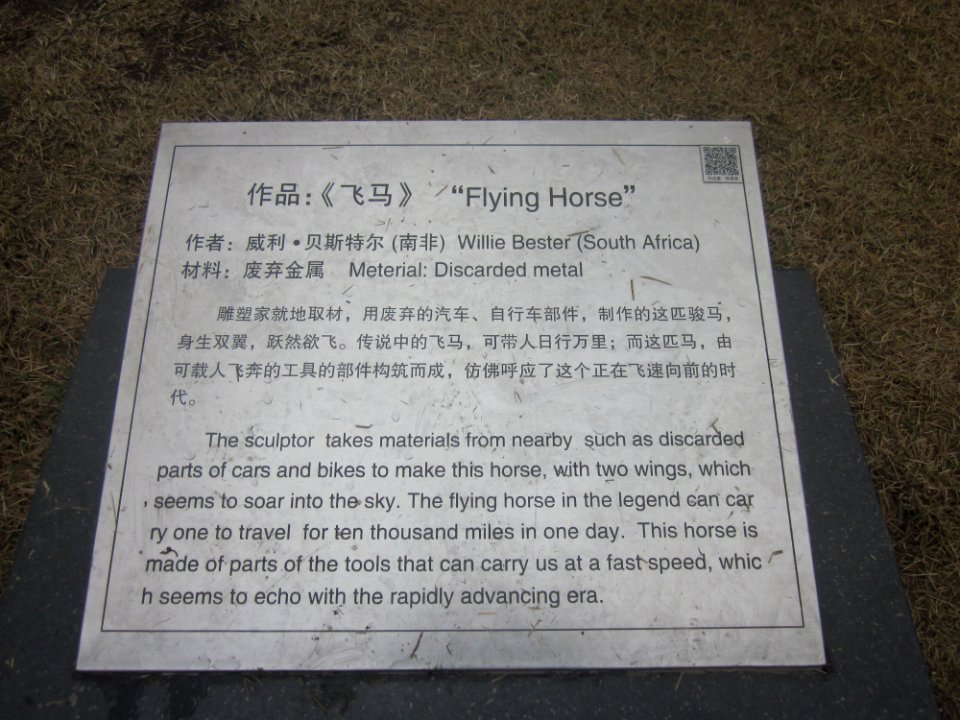 作品：《飞马》 “Flying Horse”
作者：威利•贝斯特尔 (南非) Willie Bester (South Africa)
材料：废弃金属 Meterial: Discarded metal
雕塑家就地取材，用废弃的汽车、自行车部件，制作的这匹骏马，
身生双翼，跃然欲飞。传说中的飞马，可带人日行万里；而这匹马，由
可载人飞奔的工具的部件构筑而成，仿佛呼应了这个正在飞速向前的时
代。
The sculptor takes materials from nearby such as discarded
parts of cars and bikes to make this horse, with two wings, which
seems to soar into the sky. The flying horse in the legend can car
ry one to travel for ten thousand miles in one day. This horse is
made of parts of the tools that can carry us at a fast speed, whic
h seems to echo with the rapidly advancing era.